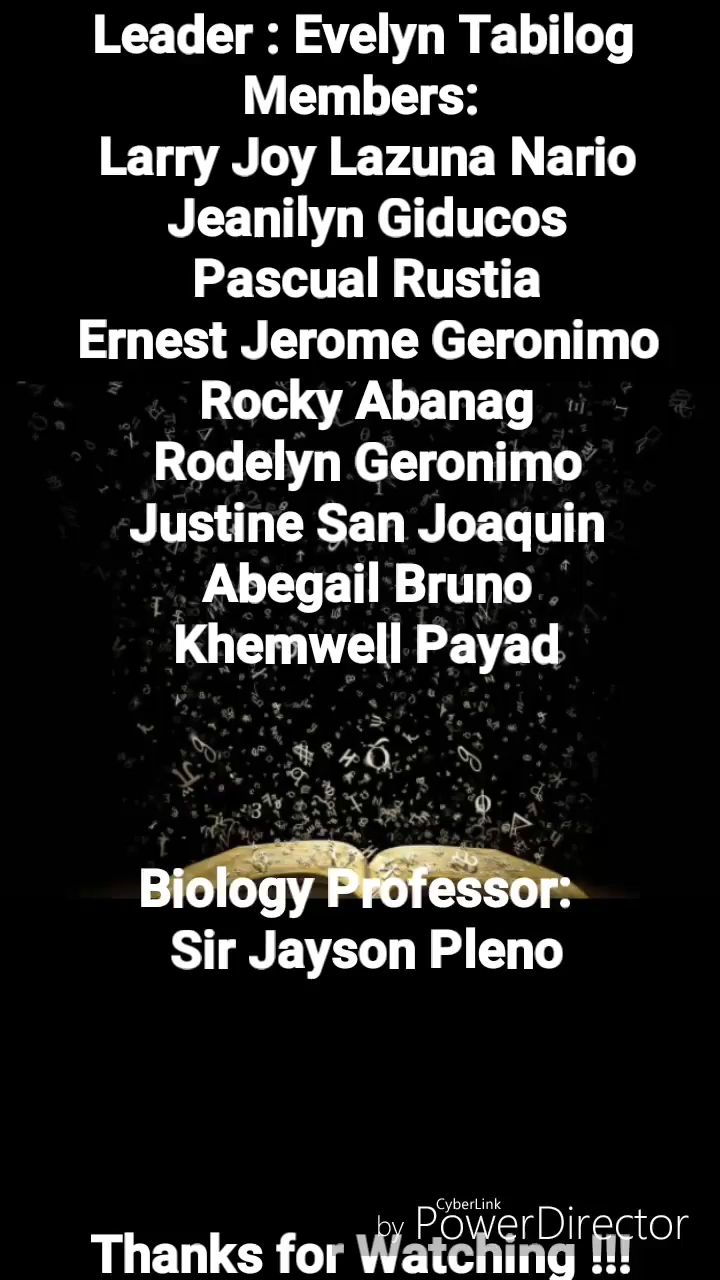 Leader : Evelyn Tabilog
Members:
Larry Joy Lazuna Nario
Jeanilyn Giducos
Pascual Rustia
Ernest Jerome Geronimo
Rocky Abanag
Rodelyn Geronimo
Justine San Joaquin
Abegail Bruno
Khemwell Payad
Biology Professor:
Sir Jayson Pleno
CyberLink
by PowerDirector
Thanks for Watching !!!